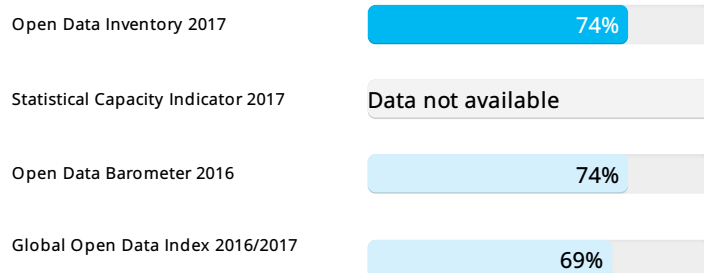 Open Data Inventory 2017 74%
Statistical Capacity Indicator 2017 Data not available
Open Data Barometer 2016 74%
Global Open Data Index 2016/2017 69%